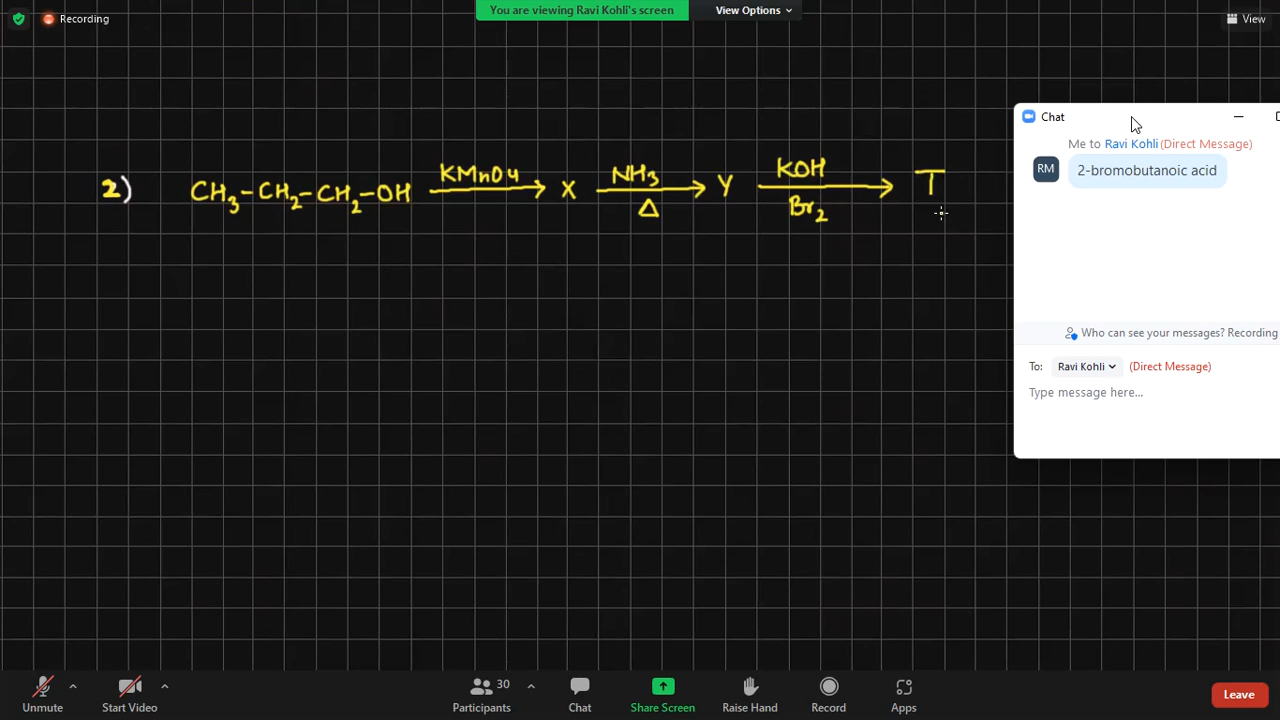 Recording
You are viewing Ravi Kohli's screen
View Options
View
Chat
Me to Ravi Kohli (Direct Message)
RM
2-bromobutanoic acid
2) CH3-CH2-CH2-OH KMnO4 X NH3 Δ Y KOH Br2 T
Who can see your messages? Recording
To: Ravi Kohli (Direct Message)
Type message here...
Unmute
Start Video
30
Participants
Chat
Share Screen
Raise Hand
Record
Apps
Leave